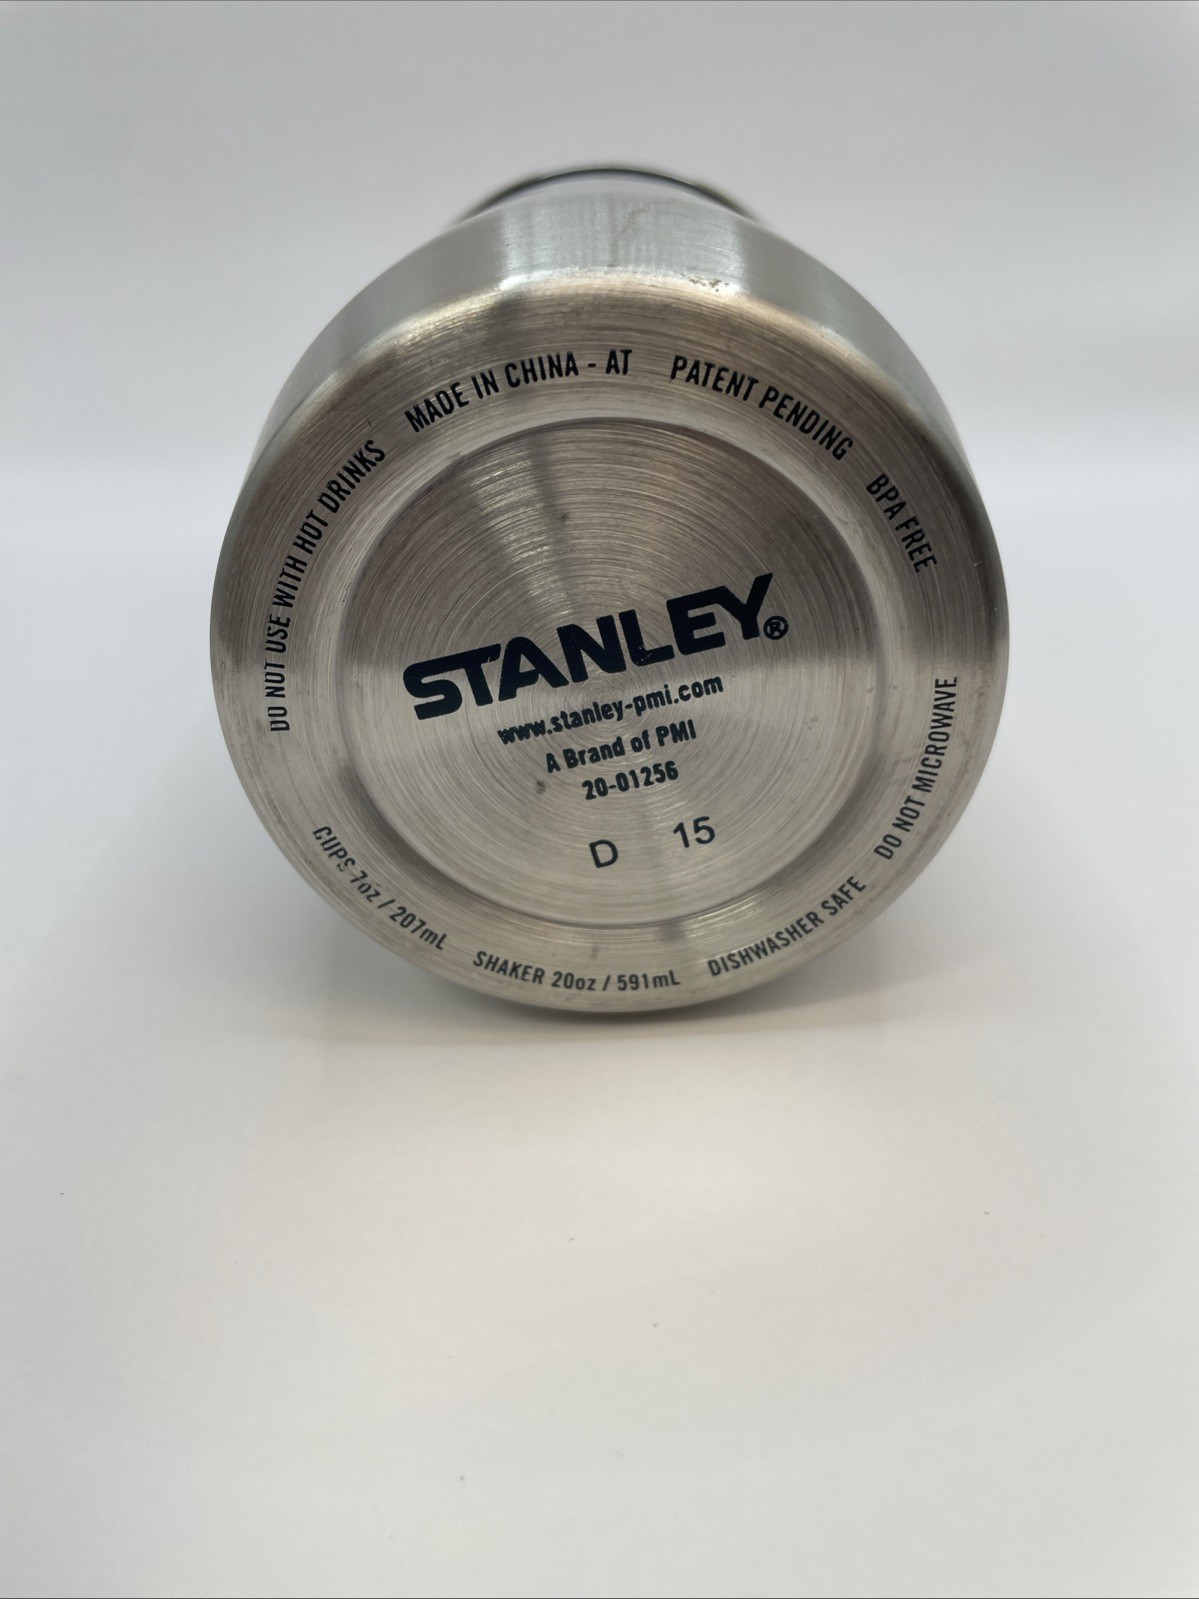 DO NOT USE WITH HOT DRINKS
MADE IN CHINA - AT
PATENT PENDING
BPA FREE
STANLEY®
www.stanley-pmi.com
A Brand of PMI
20-01256
D 15
CUPS 7oz / 207mL
SHAKER 20oz / 591mL
DISHWASHER SAFE
DO NOT MICROWAVE